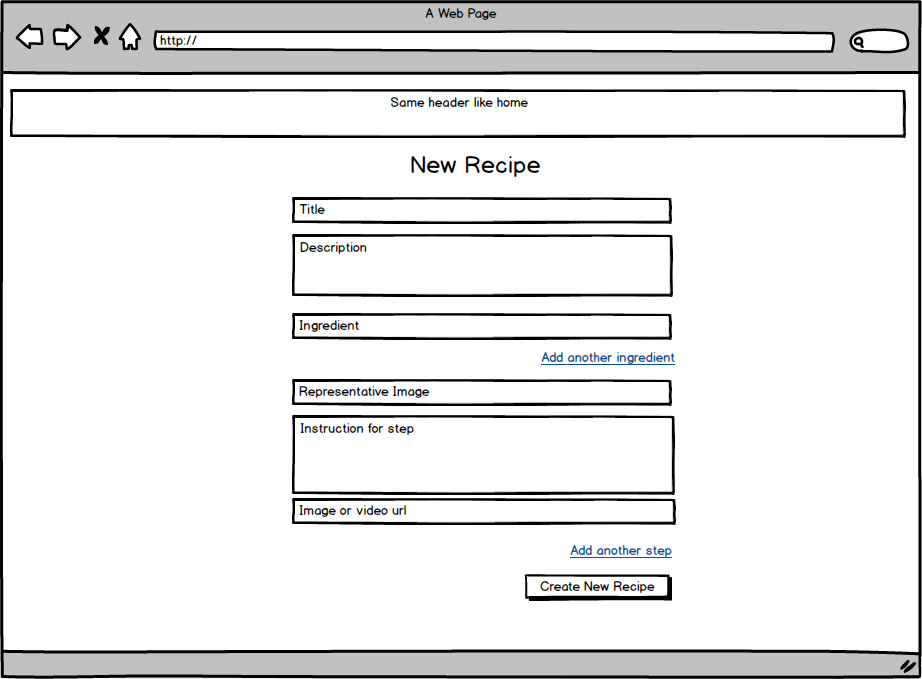 A Web Page
http://
Same header like home
New Recipe
Title
Description
Ingredient
Add another ingredient
Representative Image
Instruction for step
Image or video url
Add another step
Create New Recipe